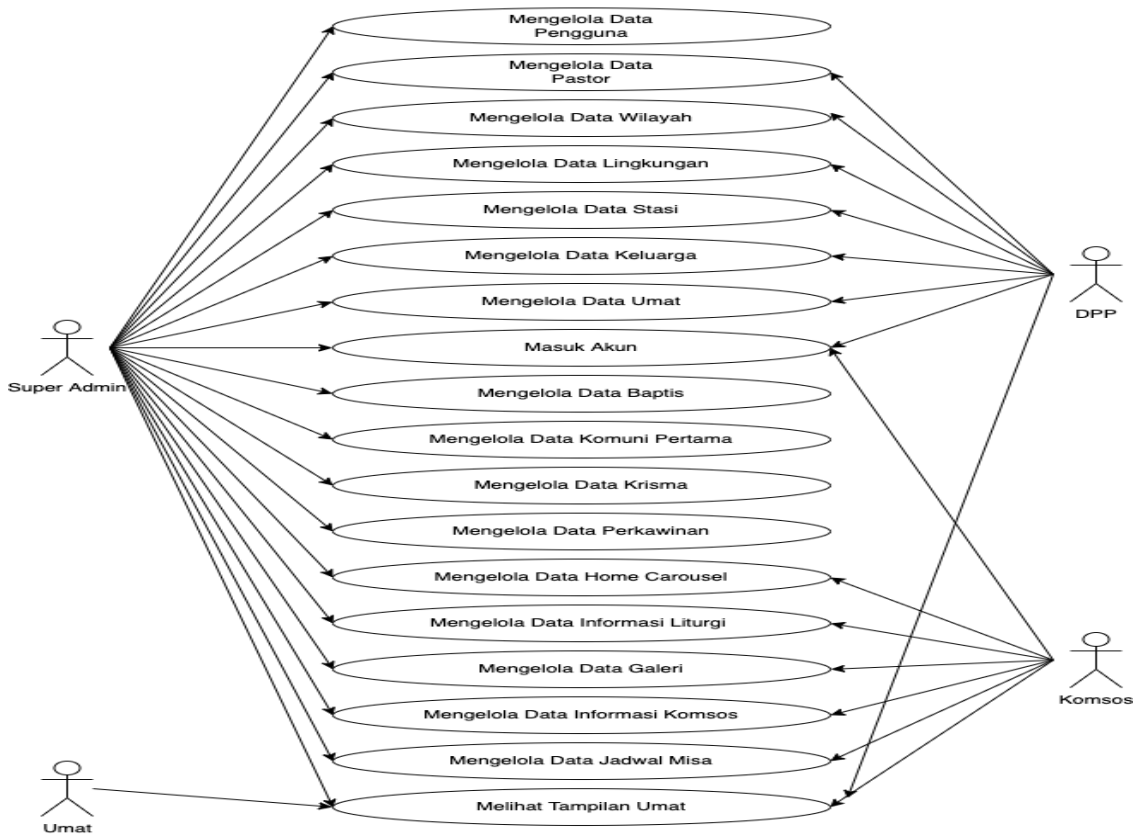 Mengelola Data
Pengguna
Mengelola Data
Pastor
Mengelola Data Wilayah
Mengelola Data Lingkungan
Mengelola Data Stasi
Mengelola Data Keluarga
Mengelola Data Umat
DPP
Masuk Akun
Super Admin
Mengelola Data Baptis
Mengelola Data Komuni Pertama
Mengelola Data Krisma
Mengelola Data Perkawinan
Mengelola Data Home Carousel
Mengelola Data Informasi Liturgi
Mengelola Data Galeri
Komsos
Mengelola Data Informasi Komsos
Mengelola Data Jadwal Misa
Melihat Tampilan Umat
Umat